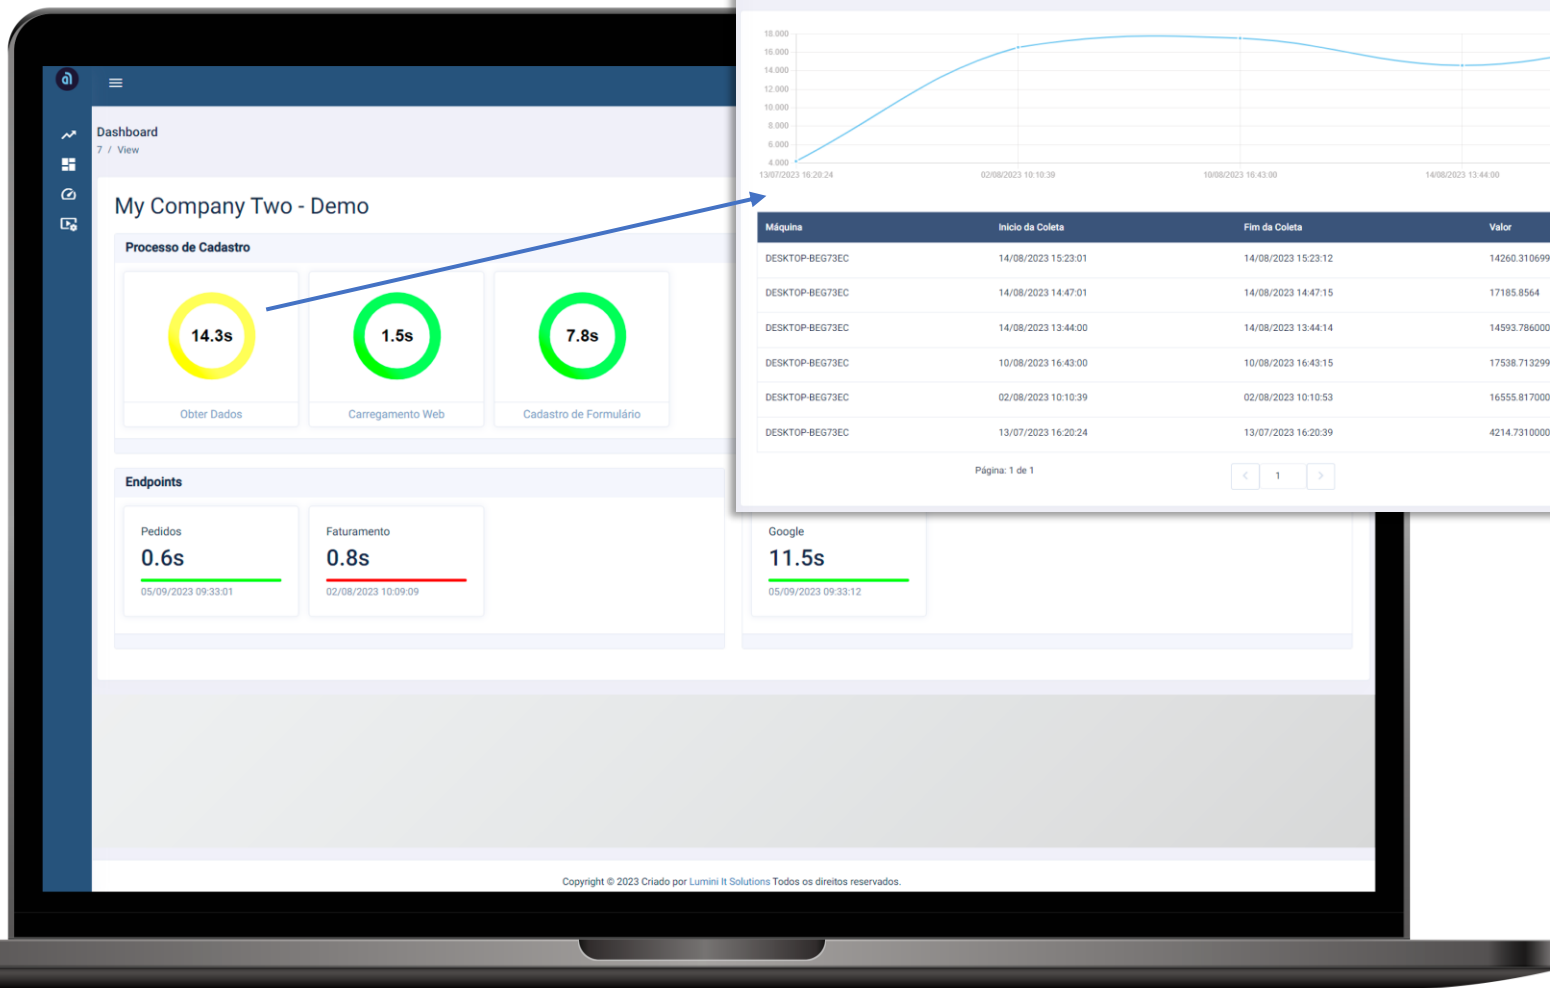 Dashboard
7 / View
My Company Two - Demo
Processo de Cadastro
14.3s
1.5s
7.8s
Obter Dados
Carregamento Web
Cadastro de Formulário
Endpoints
Pedidos
0.6s
05/09/2023 09:33:01
Faturamento
0.8s
02/08/2023 10:09:09
Google
11.5s
05/09/2023 09:33:12
Copyright © 2023 Criado por Lumini It Solutions Todos os direitos reservados.
18.000
16.000
14.000
12.000
10.000
8.000
6.000
4.000
13/07/2023 16:20:24
02/08/2023 10:10:39
10/08/2023 16:43:00
14/08/2023 13:44:00
Máquina Inicio da Coleta Fim da Coleta Valor
DESKTOP-BEG73EC 14/08/2023 15:23:01 14/08/2023 15:23:12 14260.310699
DESKTOP-BEG73EC 14/08/2023 14:47:01 14/08/2023 14:47:15 17185.8564
DESKTOP-BEG73EC 14/08/2023 13:44:00 14/08/2023 13:44:14 14593.786000
DESKTOP-BEG73EC 10/08/2023 16:43:00 10/08/2023 16:43:15 17538.713299
DESKTOP-BEG73EC 02/08/2023 10:10:39 02/08/2023 10:10:53 16555.817000
DESKTOP-BEG73EC 13/07/2023 16:20:24 13/07/2023 16:20:39 4214.7310000
Página: 1 de 1
< 1 >